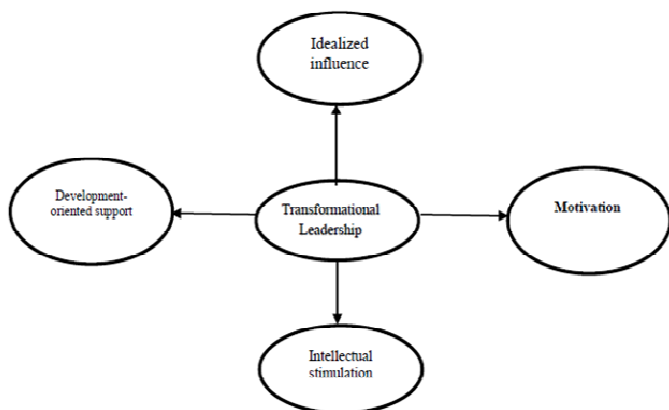 Idealized
influence
Development-
oriented support
Transformational
Leadership
Motivation
Intellectual
stimulation